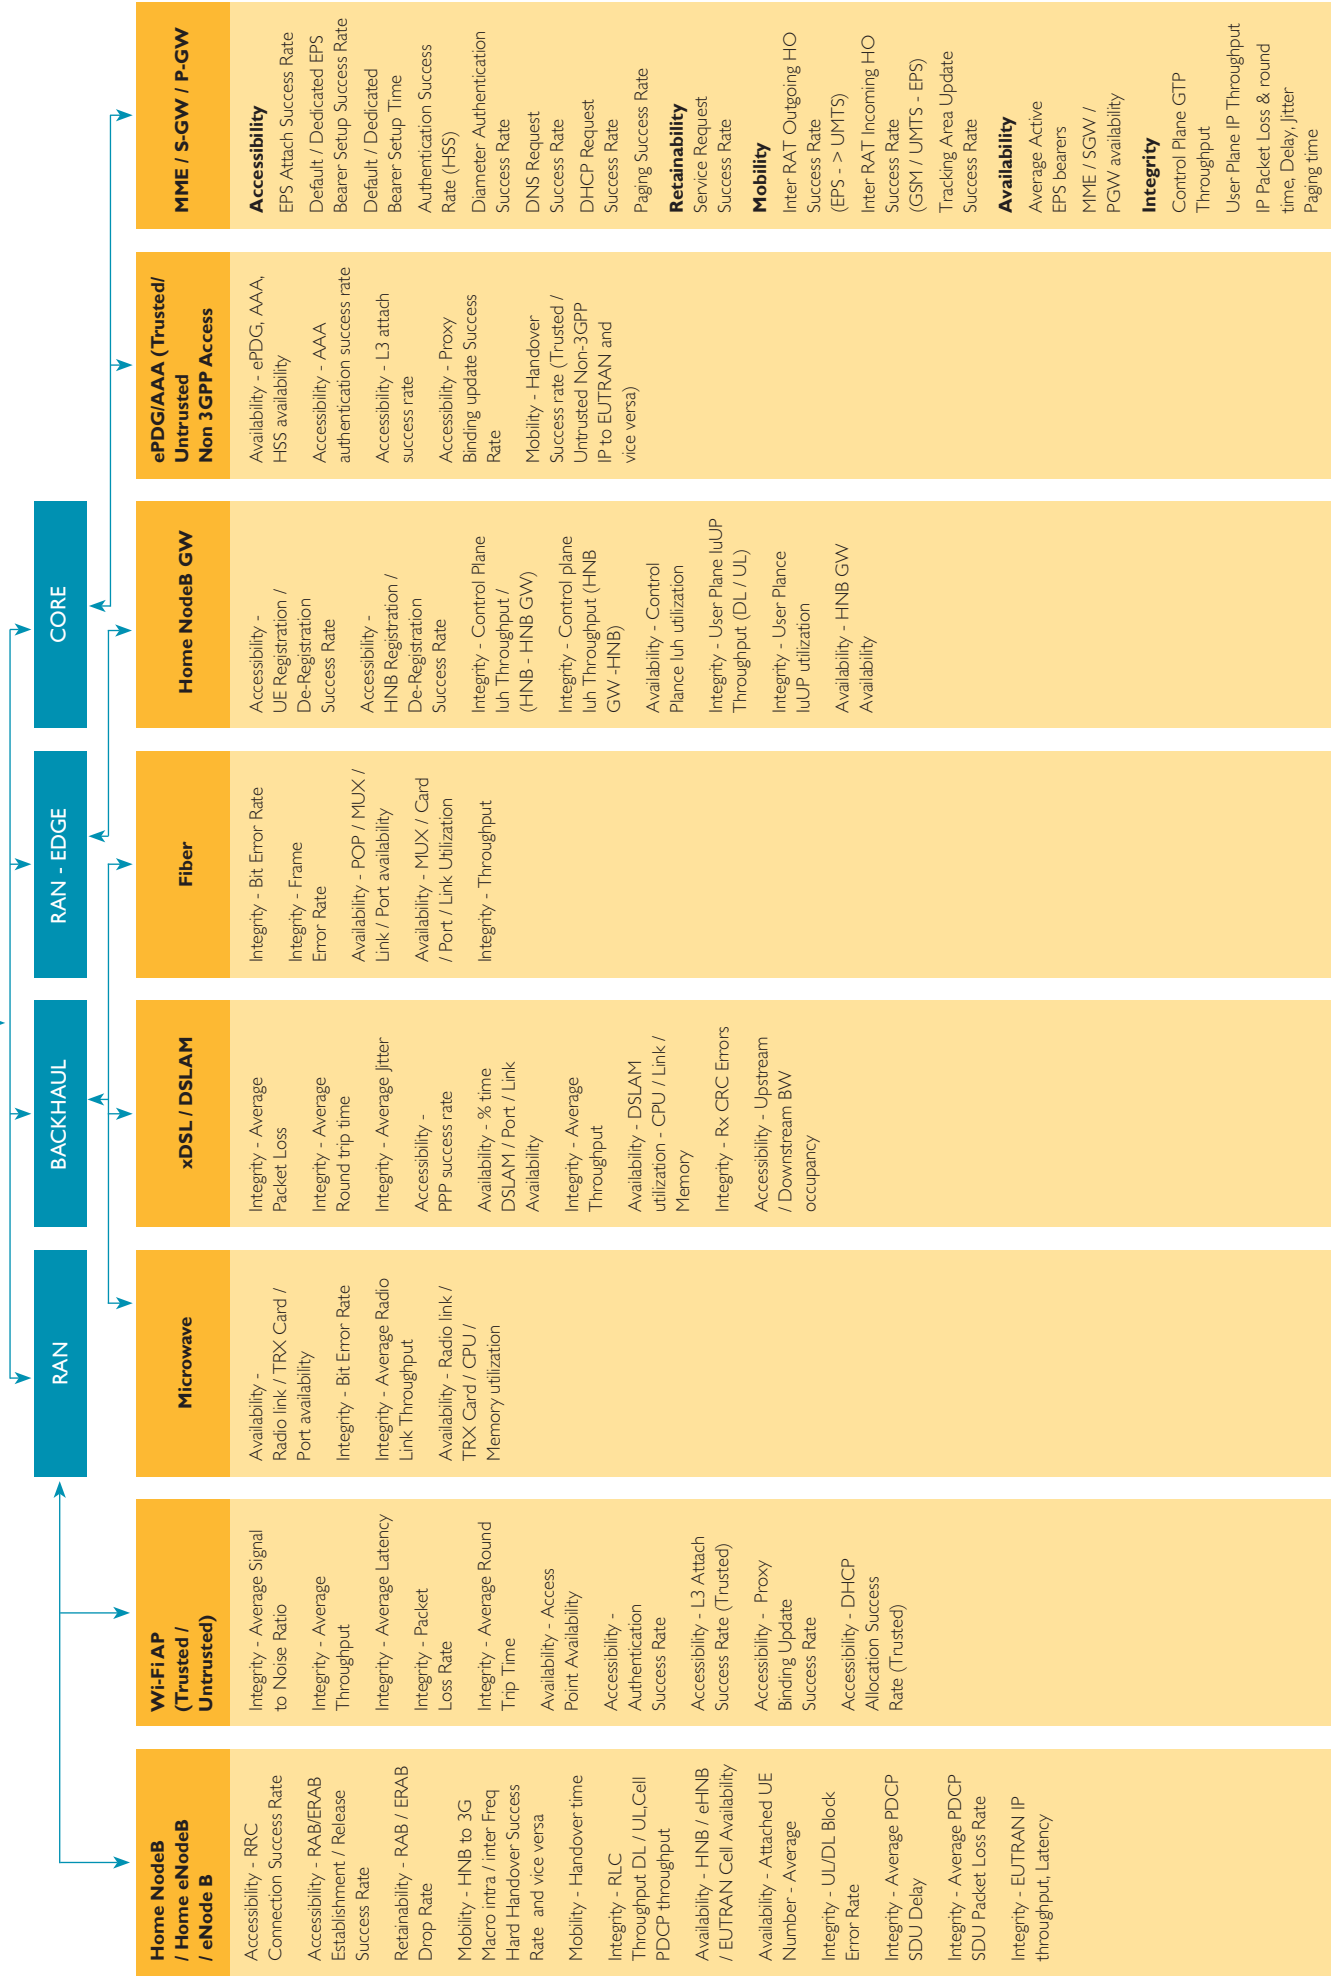 RAN
BACKHAUL
RAN - EDGE
CORE
Home NodeB
/ Home eNodeB
/ eNode B
Accessibility - RRC
Connection Success Rate
Accessibility - RAB/ERAB
Establishment / Release
Success Rate
Retainability - RAB / ERAB
Drop Rate
Mobility - HNB to 3G
Macro intra / inter Freq
Hard Handover Success
Rate and vice versa
Mobility - Handover time
Integrity - RLC
Throughput DL / UL,Cell
PDCP throughput
Availability - HNB / eHNB
/ EUTRAN Cell Availability
Availability - Attached UE
Number - Average
Integrity - UL/DL Block
Error Rate
Integrity - Average PDCP
SDU Delay
Integrity - Average PDCP
SDU Packet Loss Rate
Integrity - EUTRAN IP
throughput, Latency
Wi-Fi AP
(Trusted /
Untrusted)
Integrity - Average Signal
to Noise Ratio
Integrity - Average
Throughput
Integrity - Average Latency
Integrity - Packet
Loss Rate
Integrity - Average Round
Trip Time
Availability - Access
Point Availability
Accessibility -
Authentication
Success Rate
Accessibility - L3 Attach
Success Rate (Trusted)
Accessibility - Proxy
Binding Update
Success Rate
Accessibility - DHCP
Allocation Success
Rate (Trusted)
Microwave
Availability -
Radio link / TRX Card /
Port availability
Integrity - Bit Error Rate
Integrity - Average Radio
Link Throughput
Availability - Radio link /
TRX Card / CPU /
Memory utilization
xDSL / DSLAM
Integrity - Average
Packet Loss
Integrity - Average
Round trip time
Integrity - Average Jitter
Accessibility -
PPP success rate
Availability - % time
DSLAM / Port / Link
Availability
Integrity - Average
Throughput
Availability - DSLAM
utilization - CPU / Link /
Memory
Integrity - Rx CRC Errors
Accessibility - Upstream
/ Downstream BW
occupancy
Fiber
Integrity - Bit Error Rate
Integrity - Frame
Error Rate
Availability - POP / MUX /
Link / Port availability
Availability - MUX / Card
/ Port / Link Utilization
Integrity - Throughput
Home NodeB GW
Accessibility -
UE Registration /
De-Registration
Success Rate
Accessibility -
HNB Registration /
De-Registration
Success Rate
Integrity - Control Plane
Iuh Throughput /
(HNB - HNB GW)
Integrity - Control plane
Iuh Throughput (HNB
GW -HNB)
Availability - Control
Plance Iuh utilization
Integrity - User Plane IuUP
Throughput (DL / UL)
Integrity - User Plance
IuUP utilization
Availability - HNB GW
Availability
ePDG/AAA (Trusted/
Untrusted
Non 3GPP Access
Availability - ePDG, AAA,
HSS availability
Accessibility - AAA
authentication success rate
Accessibility - L3 attach
success rate
Accessibility - Proxy
Binding update Success
Rate
Mobility - Handover
Success rate (Trusted /
Untrusted Non-3GPP
IP to EUTRAN and
vice versa)
MME / S-GW / P-GW
Accessibility
EPS Attach Success Rate
Default / Dedicated EPS
Bearer Setup Success Rate
Default / Dedicated
Bearer Setup Time
Authentication Success
Rate (HSS)
Diameter Authentication
Success Rate
DNS Request
Success Rate
DHCP Request
Success Rate
Paging Success Rate
Retainability
Service Request
Success Rate
Mobility
Inter RAT Outgoing HO
Success Rate
(EPS - > UMTS)
Inter RAT Incoming HO
Success Rate
(GSM / UMTS - EPS)
Tracking Area Update
Success Rate
Availability
Average Active
EPS bearers
MME / SGW /
PGW availability
Integrity
Control Plane GTP
Throughput
User Plane IP Throughput
IP Packet Loss & round
time, Delay, Jitter
Paging time